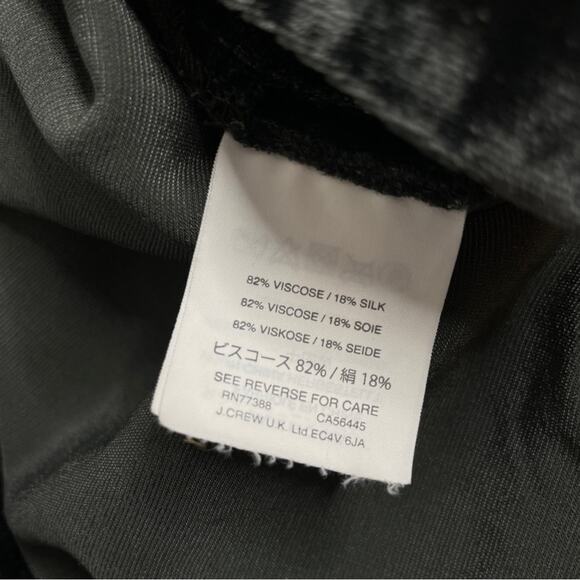 82% VISCOSE / 18% SILK
82% VISCOSE / 18% SOIE
82% VISKOSE / 18% SEIDE
ビスコース 82% / 絹 18%
SEE REVERSE FOR CARE
RN77388 CA56445
J.CREW U.K. Ltd EC4V 6JA